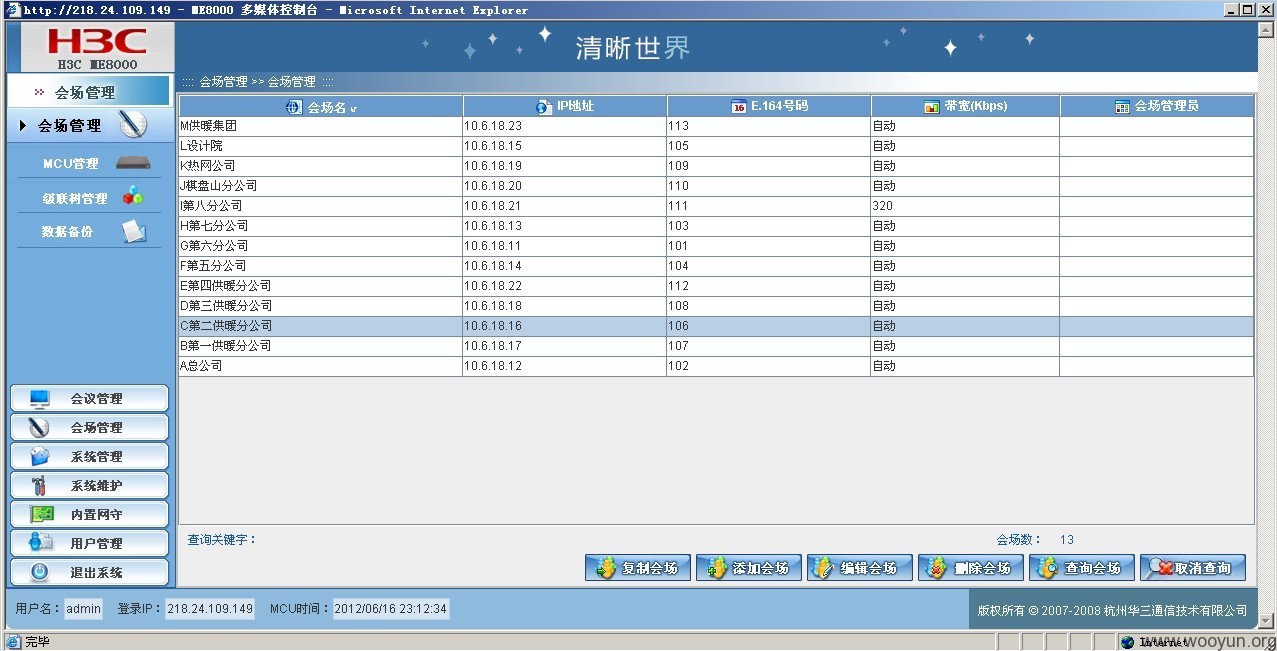 http://218.24.109.149 - ME8000 多媒体控制台 - Microsoft Internet Explorer
H3C
H3C ME8000
清晰世界
会场管理
:::: 会场管理 >> 会场管理 ::::
会场管理
MCU管理
级联树管理
数据备份
会场名 IP地址 E.164号码 带宽(Kbps) 会场管理员
M供暖集团 10.6.18.23 113 自动
L设计院 10.6.18.15 105 自动
K热网公司 10.6.18.19 109 自动
J棋盘山分公司 10.6.18.20 110 自动
I第八分公司 10.6.18.21 111 320
H第七分公司 10.6.18.13 103 自动
G第六分公司 10.6.18.11 101 自动
F第五分公司 10.6.18.14 104 自动
E第四供暖分公司 10.6.18.22 112 自动
D第三供暖分公司 10.6.18.18 108 自动
C第二供暖分公司 10.6.18.16 106 自动
B第一供暖分公司 10.6.18.17 107 自动
A总公司 10.6.18.12 102 自动
会议管理
会场管理
系统管理
系统维护
内置网守
用户管理
退出系统
查询关键字： 会场数： 13
复制会场 添加会场 编辑会场 删除会场 查询会场 取消查询
用户名： admin 登录IP： 218.24.109.149 MCU时间： 2012/06/16 23:12:34
版权所有 © 2007-2008 杭州华三通信技术有限公司
完毕 Internet
www.wooyun.org